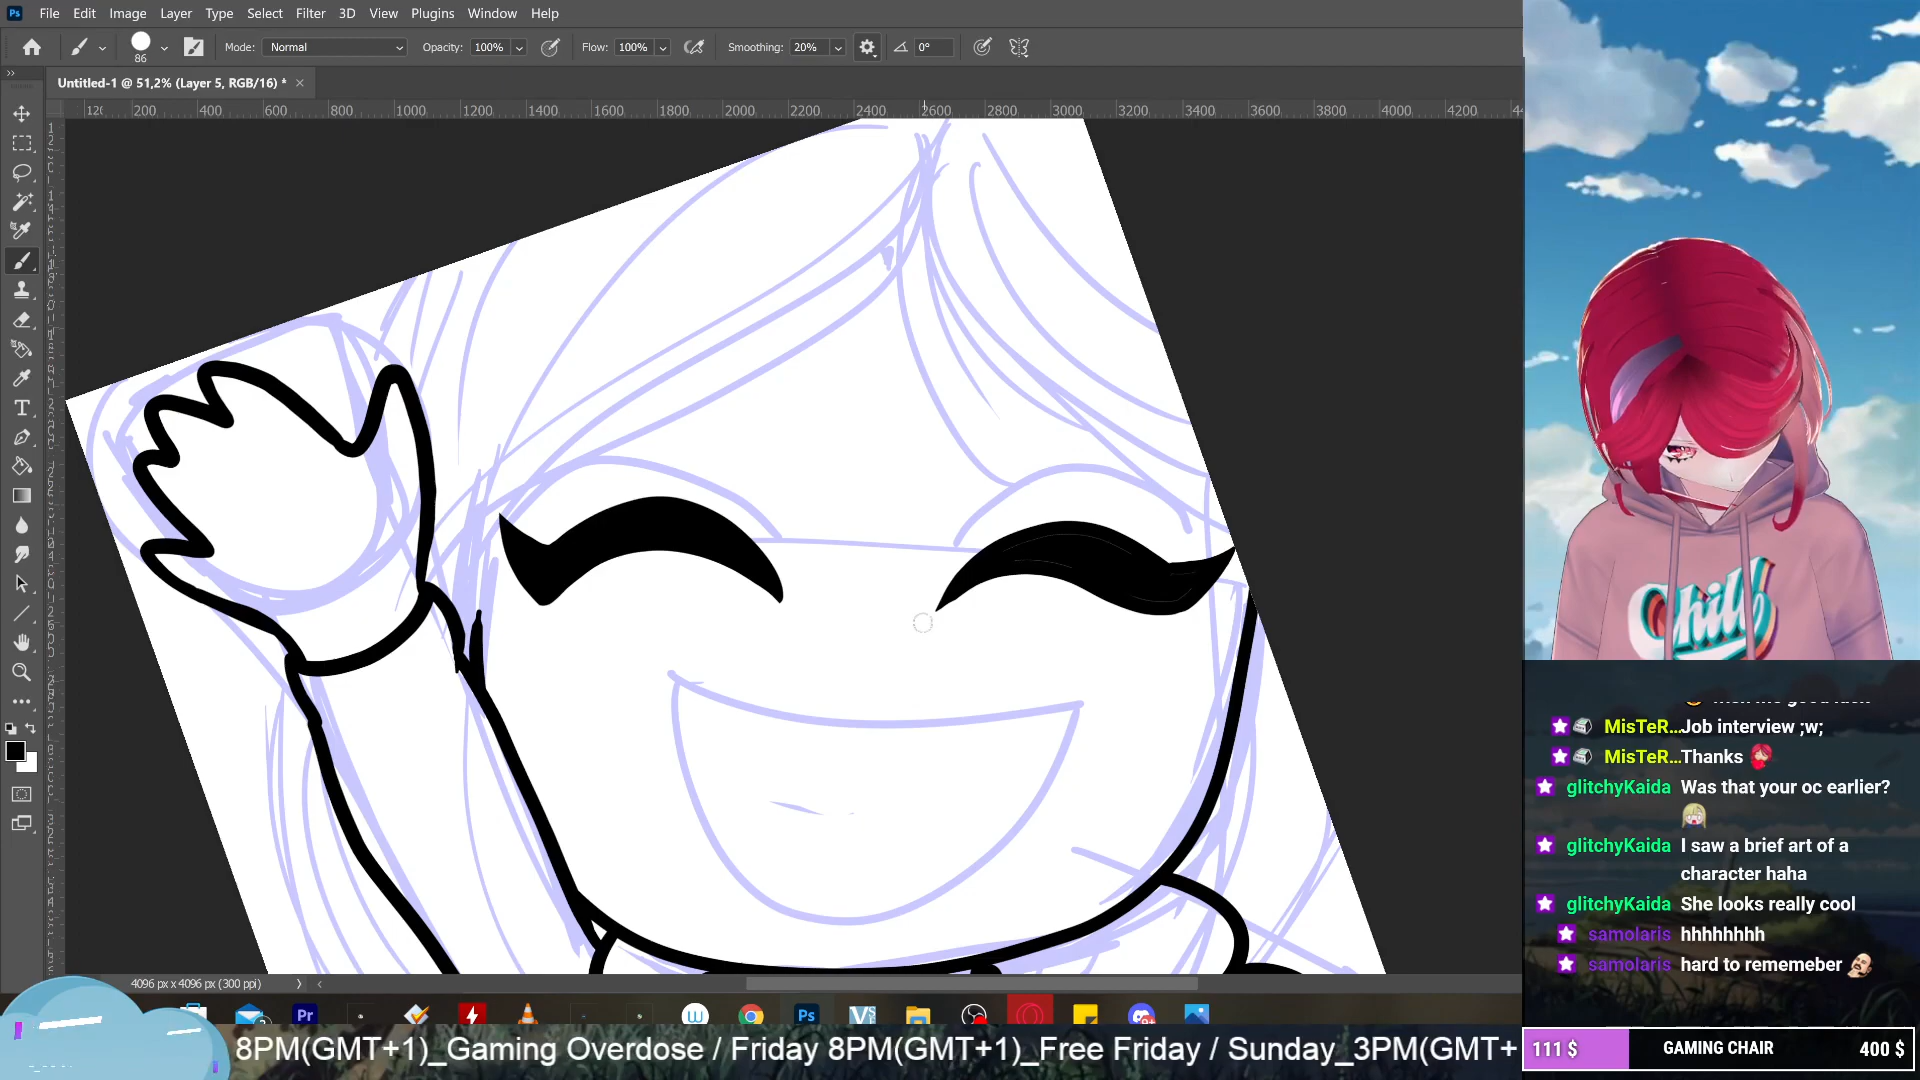 Ps File Edit Image Layer Type Select Filter 3D View Plugins Window Help
86 Mode: Normal Opacity: 100% Flow: 100% Smoothing: 20% 0°
Untitled-1 @ 51,2% (Layer 5, RGB/16) *
200 400 600 800 1000 1200 1400 1600 1800 2000 2200 2400 2600 2800 3000 3200 3400 3600 3800 4000 4200
Chill
MisTeR... Job interview ;w;
MisTeR... Thanks
glitchyKaida Was that your oc earlier?
glitchyKaida I saw a brief art of a
character haha
glitchyKaida She looks really cool
samolaris hhhhhhhh
samolaris hard to rememeber
4096 px x 4096 px (300 ppi)
Pr Ps
8PM(GMT+1)_Gaming Overdose / Friday 8PM(GMT+1)_Free Friday / Sunday_3PM(GMT+
111 $ GAMING CHAIR 400 $